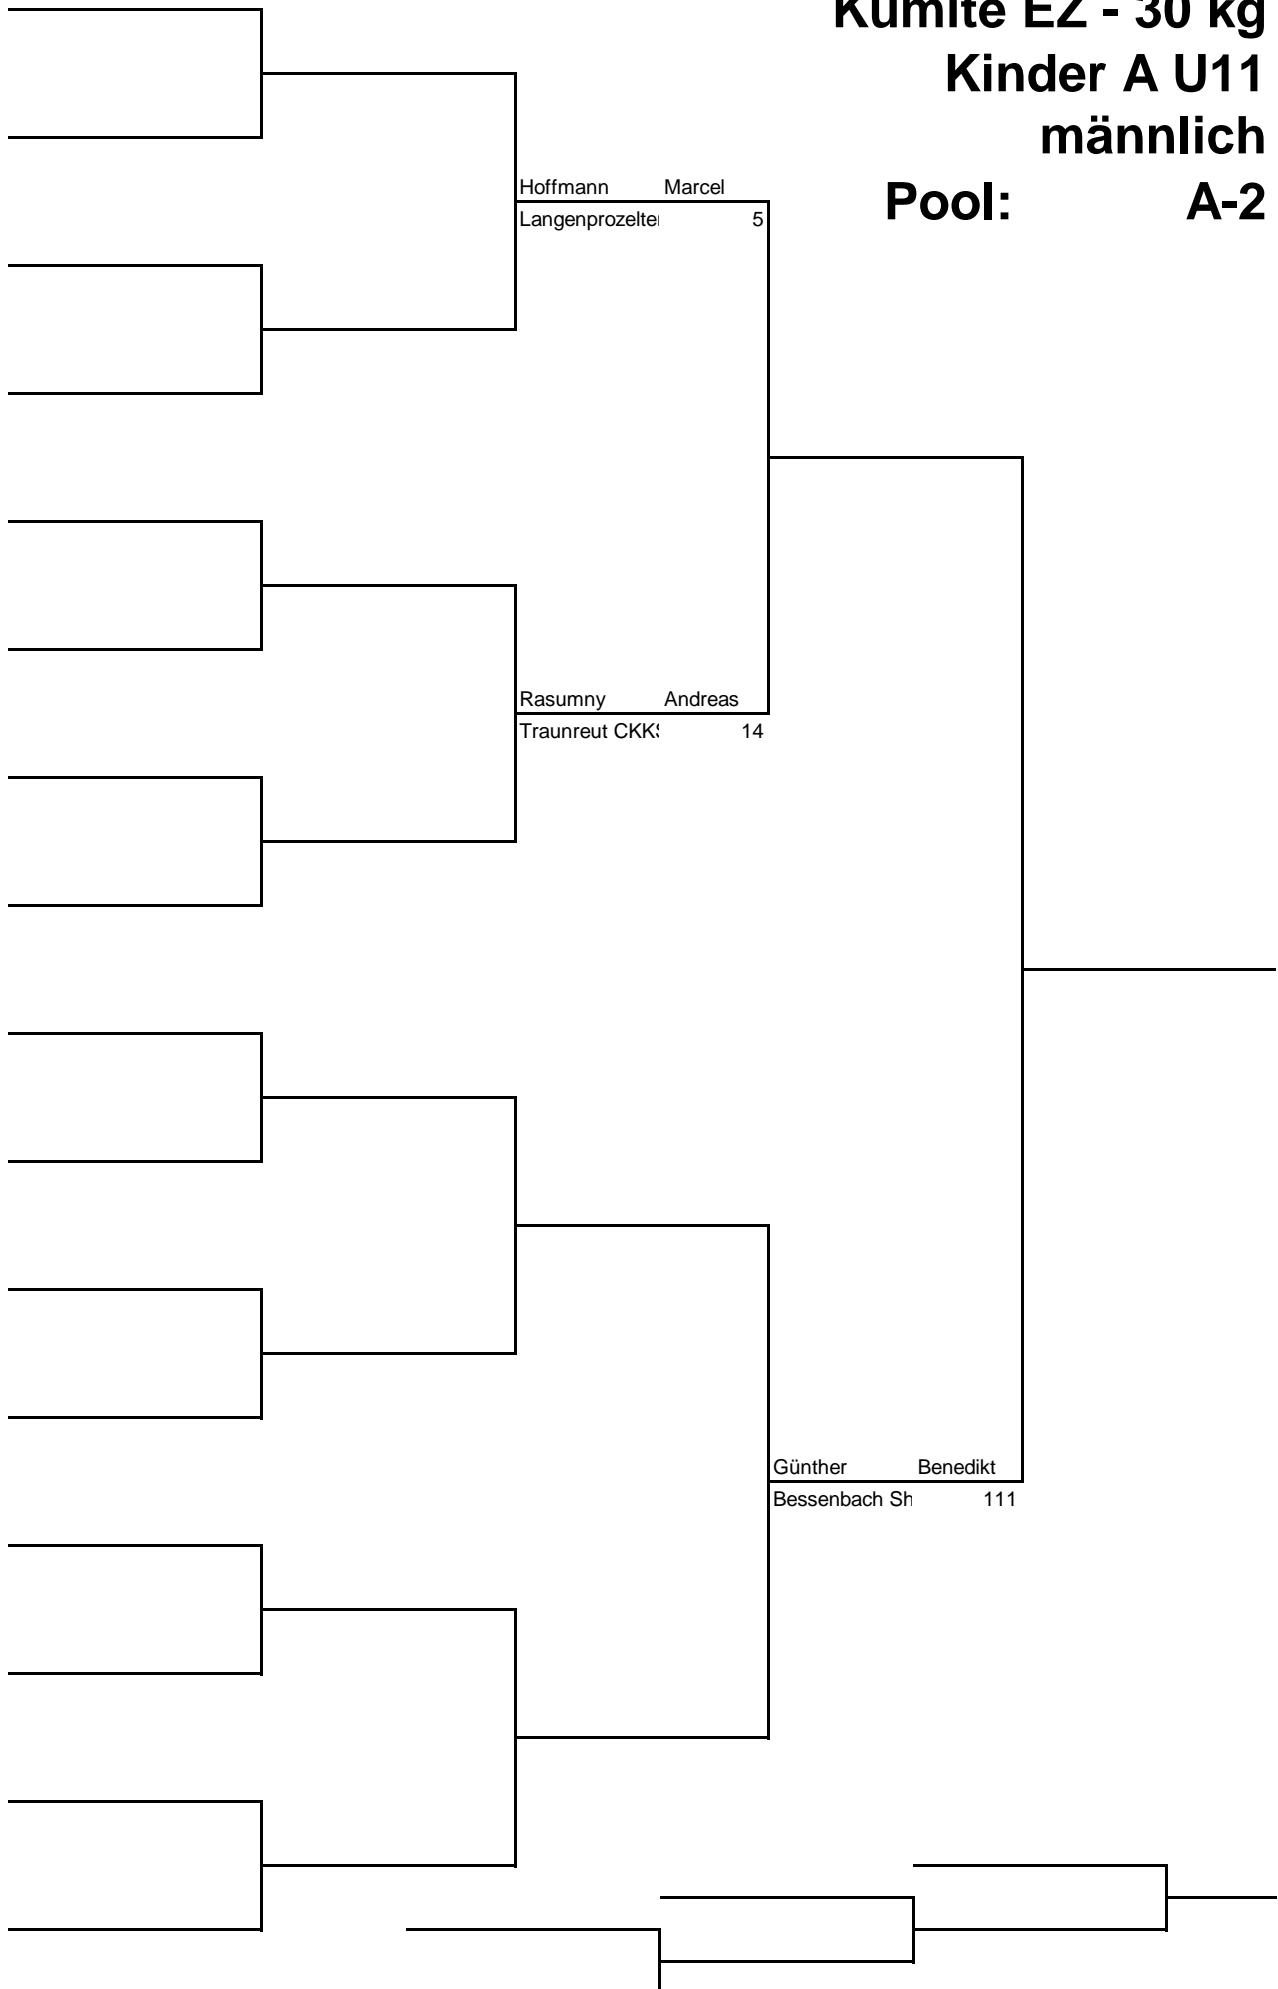 Kumite EZ - 30 kg
Kinder A U11
männlich
Pool: A-2
Hoffmann Marcel
Langenprozelte 5
Rasumny Andreas
Traunreut CKK 14
Günther Benedikt
Bessenbach Sh 111